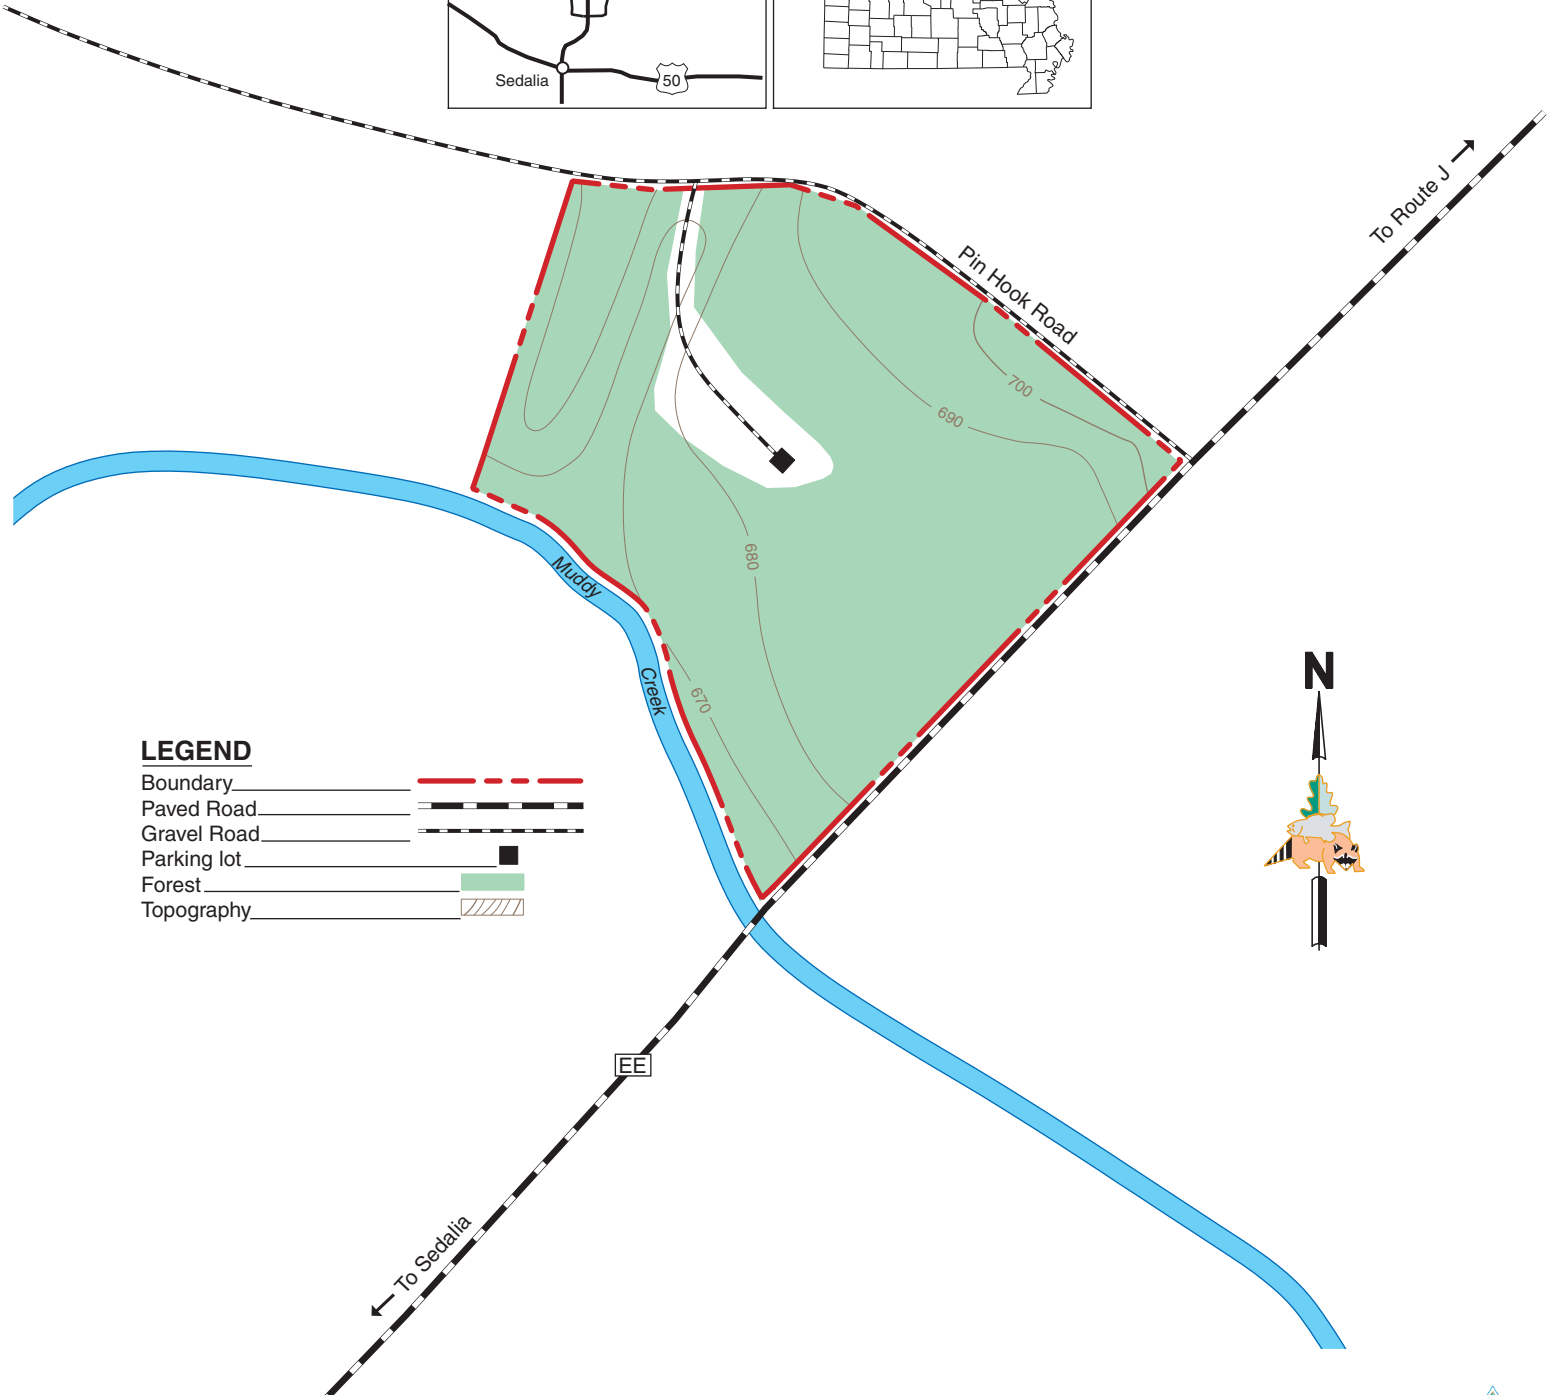 Sedalia
50
To Route J
Pin Hook Road
700
690
680
670
Muddy
Creek
N
LEGEND
Boundary
Paved Road
Gravel Road
Parking lot
Forest
Topography
EE
To Sedalia